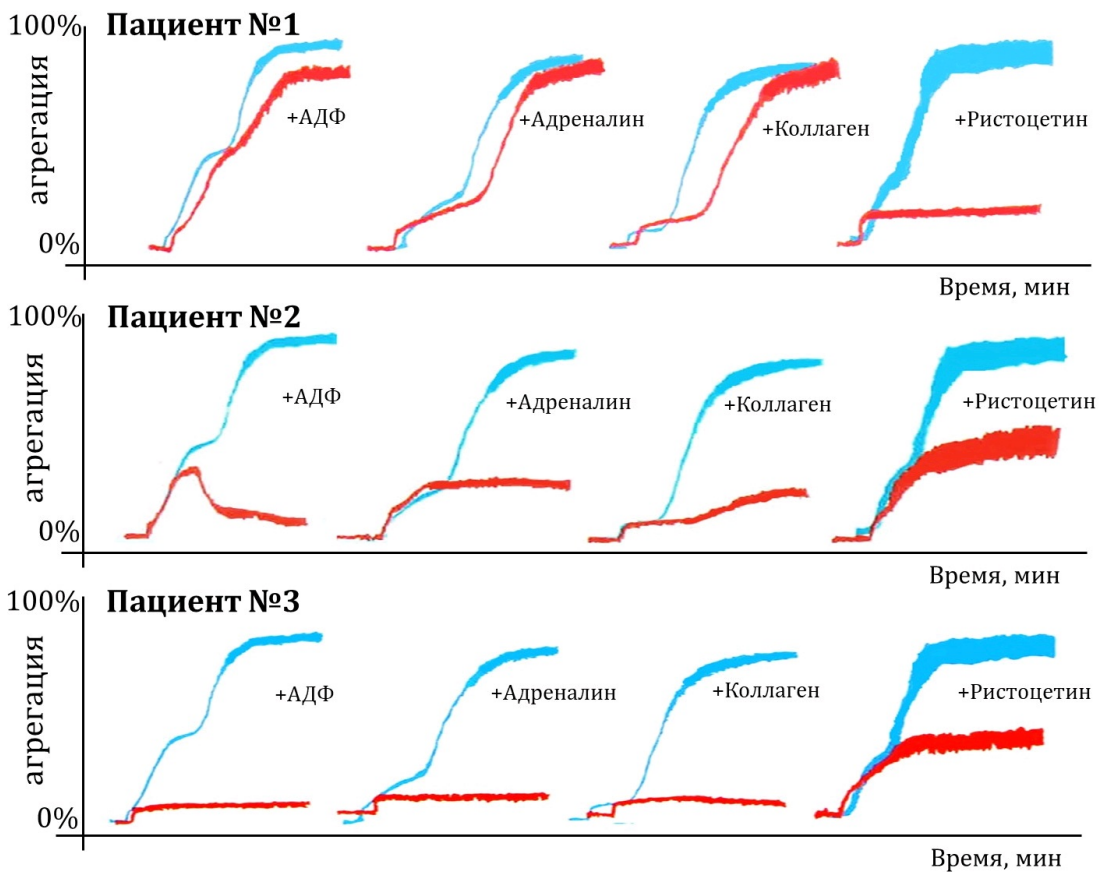 100%
Пациент №1
агрегация
+АДФ
+Адреналин
+Коллаген
+Ристоцетин
0%
Время, мин
100%
Пациент №2
агрегация
+АДФ
+Адреналин
+Коллаген
+Ристоцетин
0%
Время, мин
100%
Пациент №3
агрегация
+АДФ
+Адреналин
+Коллаген
+Ристоцетин
0%
Время, мин